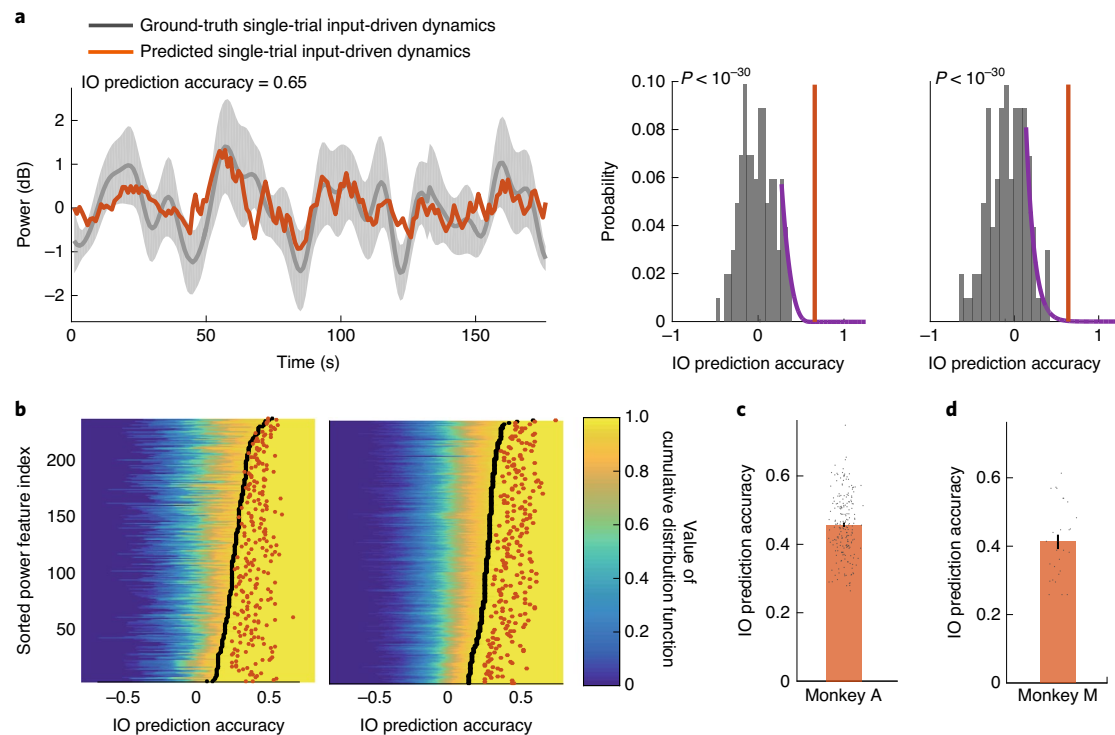 a
Ground-truth single-trial input-driven dynamics
Predicted single-trial input-driven dynamics
IO prediction accuracy = 0.65
2
1
0
−1
−2
Power (dB)
0
50
100
150
Time (s)
P < 10⁻³⁰
0.10
0.08
0.06
0.04
0.02
0
Probability
−1
0
1
IO prediction accuracy
P < 10⁻³⁰
−1
0
1
IO prediction accuracy
b
200
150
100
50
Sorted power feature index
−0.5
0
0.5
IO prediction accuracy
−0.5
0
0.5
IO prediction accuracy
1.0
0.8
0.6
0.4
0.2
0
Value of
cumulative distribution function
c
0.6
0.4
0.2
0
IO prediction accuracy
Monkey A
d
0.6
0.4
0.2
0
IO prediction accuracy
Monkey M